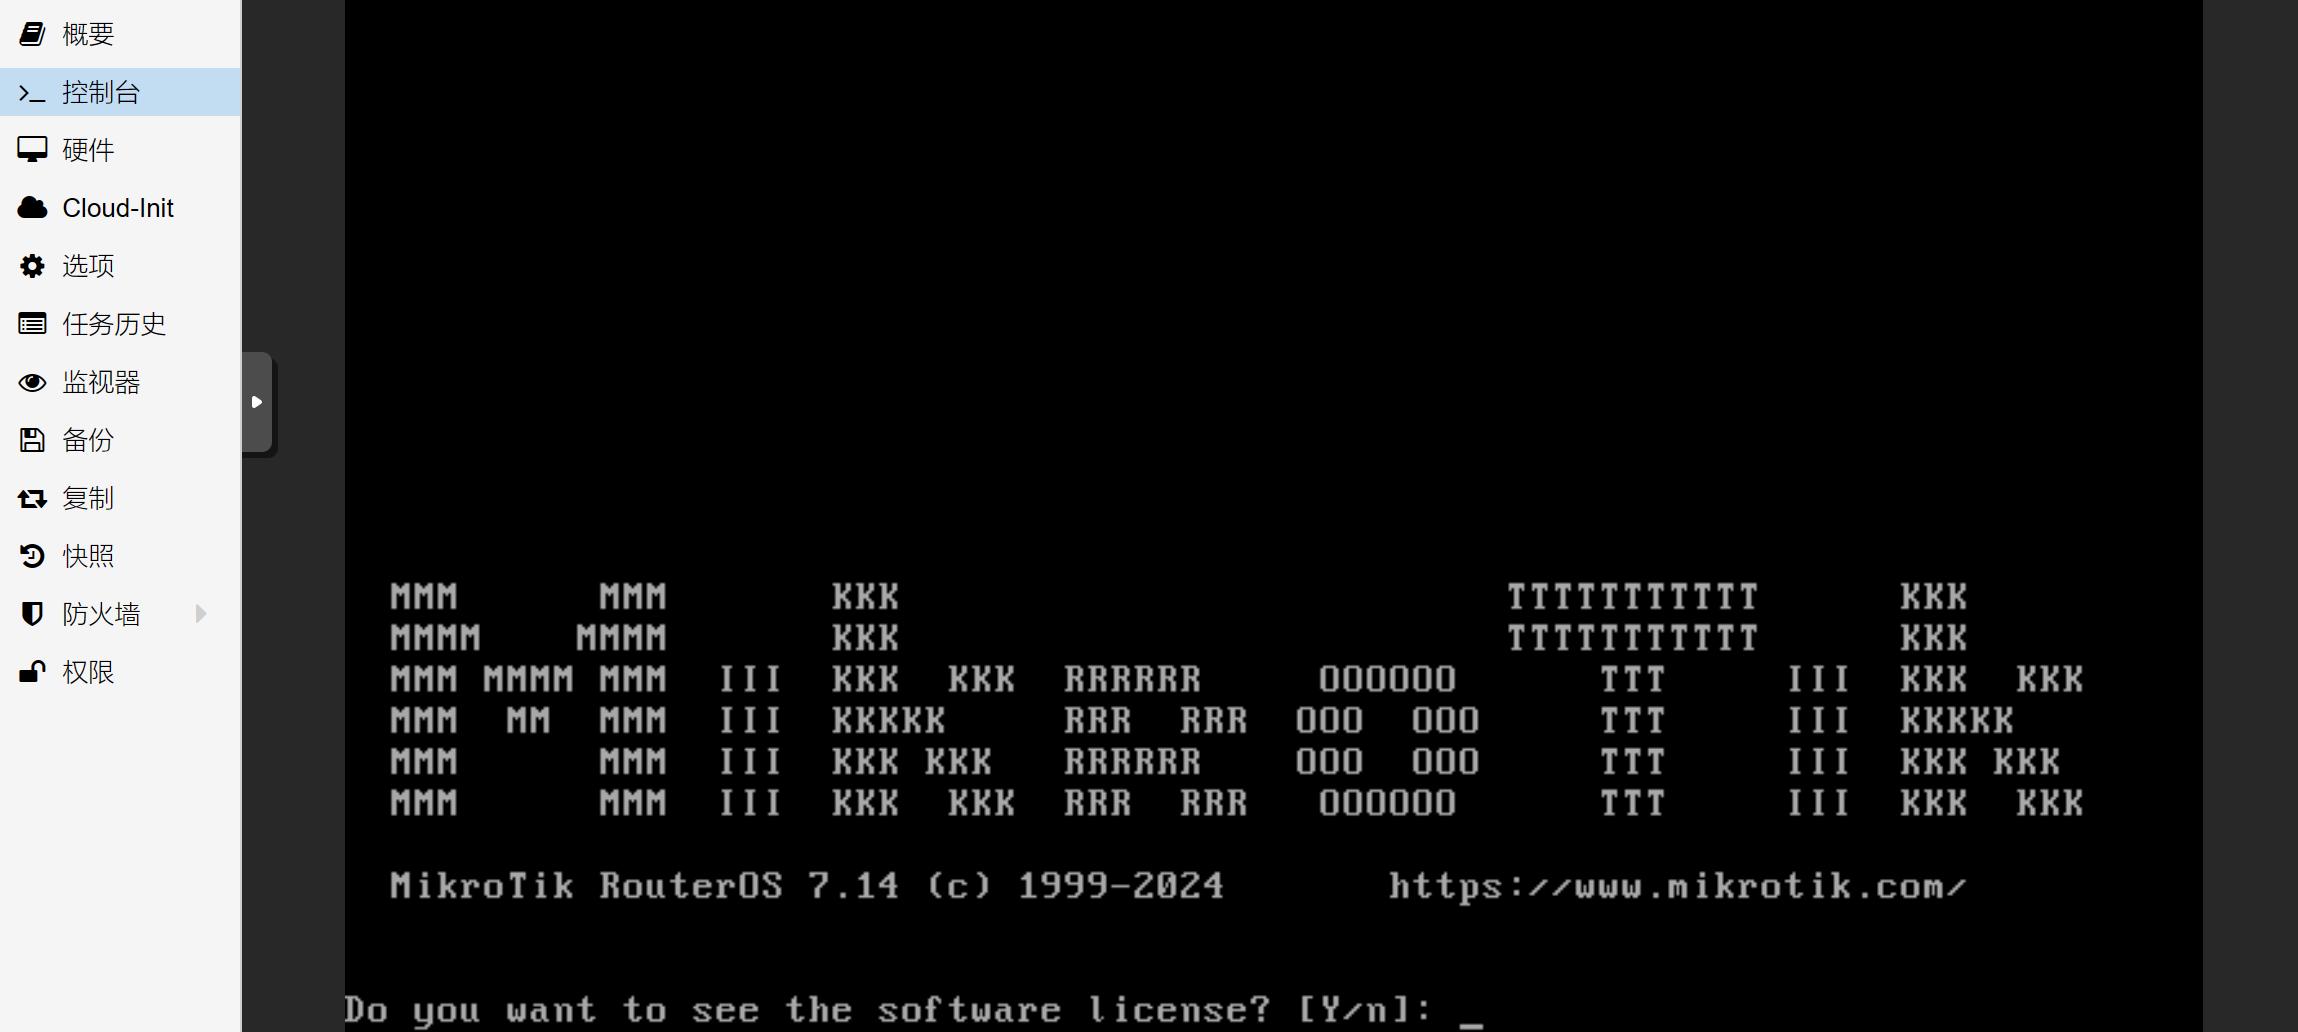 概要
控制台
硬件
Cloud-Init
选项
任务历史
监视器
备份
复制
快照
防火墙
权限
MMM      MMM       KKK                          TTTTTTTTTTT      KKK
MMMM    MMMM       KKK                          TTTTTTTTTTT      KKK
MMM MMMM MMM  III  KKK  KKK  RRRRRR     OOOOOO      TTT     III  KKK  KKK
MMM  MM  MMM  III  KKKKK     RRR  RRR  OOO  OOO     TTT     III  KKKKK
MMM      MMM  III  KKK KKK   RRRRRR    OOO  OOO     TTT     III  KKK KKK
MMM      MMM  III  KKK  KKK  RRR  RRR   OOOOOO      TTT     III  KKK  KKK
MikroTik RouterOS 7.14 (c) 1999-2024       https://www.mikrotik.com/
Do you want to see the software license? [Y/n]: _